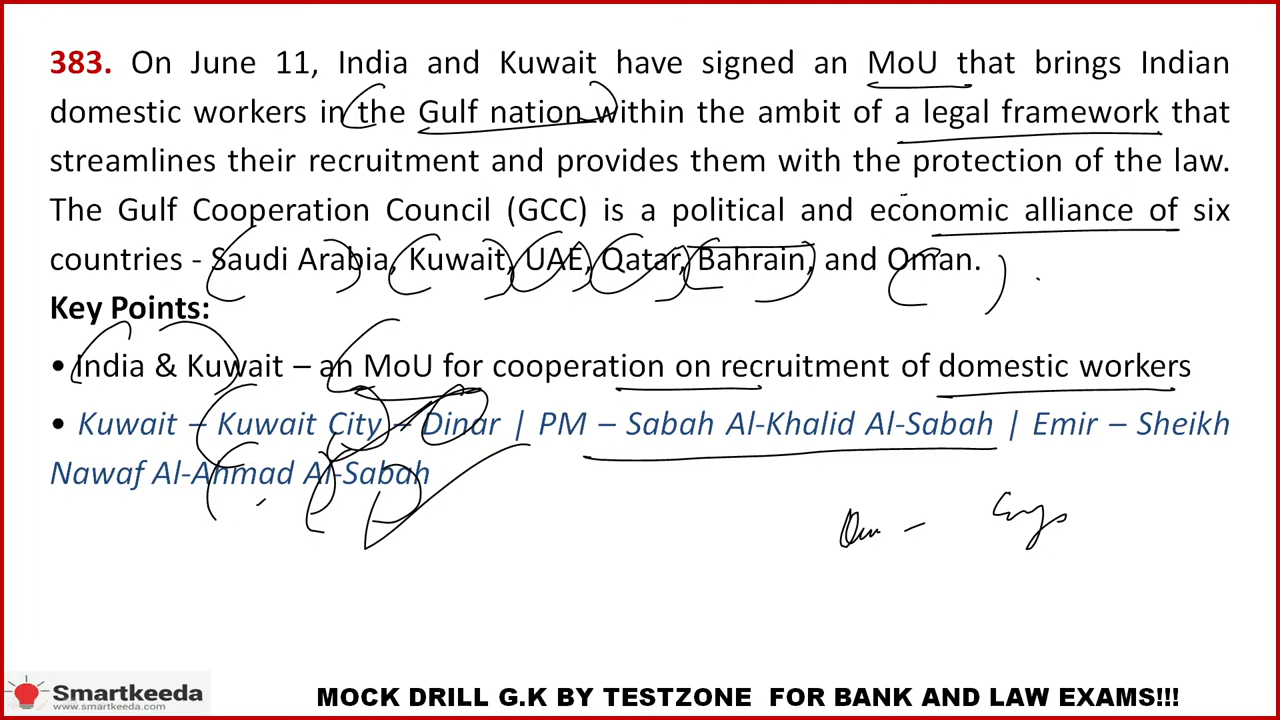 383. On June 11, India and Kuwait have signed an MoU that brings Indian
domestic workers in the Gulf nation within the ambit of a legal framework that
streamlines their recruitment and provides them with the protection of the law.
The Gulf Cooperation Council (GCC) is a political and economic alliance of six
countries - Saudi Arabia, Kuwait, UAE, Qatar, Bahrain, and Oman.
Key Points:
• India & Kuwait – an MoU for cooperation on recruitment of domestic workers
• Kuwait – Kuwait City – Dinar | PM – Sabah Al-Khalid Al-Sabah | Emir – Sheikh
Nawaf Al-Ahmad Al-Sabah
Smartkeeda
www.smartkeeda.com
MOCK DRILL G.K BY TESTZONE FOR BANK AND LAW EXAMS!!!